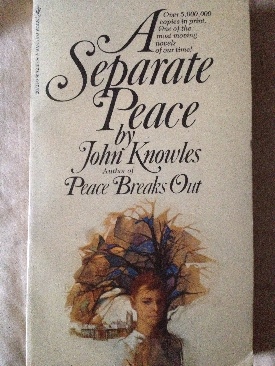 A
Over 5,000,000
copies in print.
One of the
most moving
novels
of our time!
Separate
Peace
by
John Knowles
Author of
Peace Breaks Out